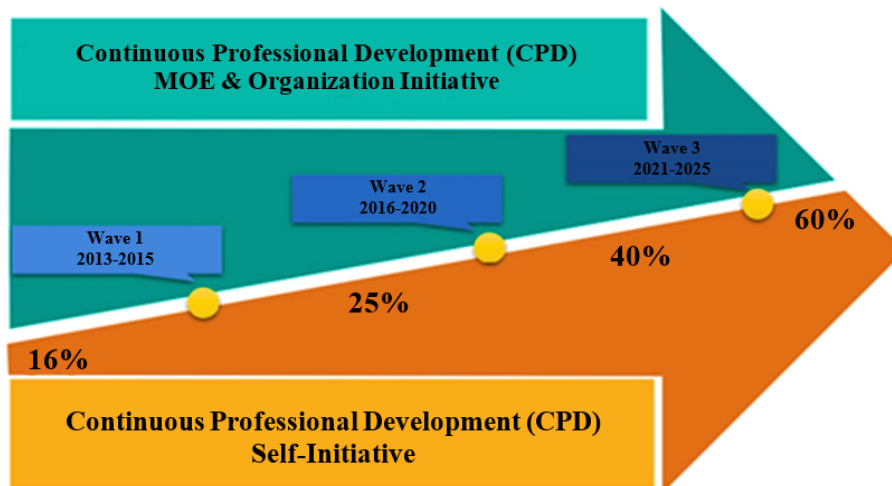 Continuous Professional Development (CPD)
MOE & Organization Initiative
Wave 1
2013-2015
Wave 2
2016-2020
Wave 3
2021-2025
16%
25%
40%
60%
Continuous Professional Development (CPD)
Self-Initiative